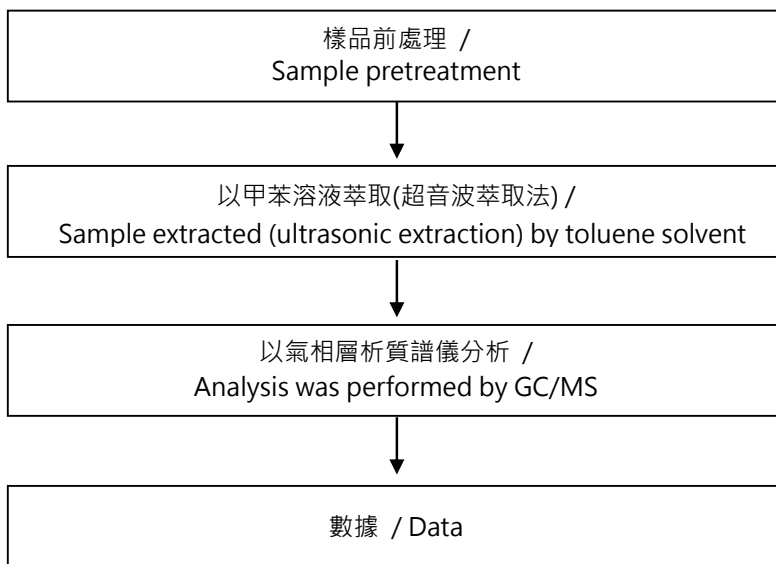 樣品前處理 /
Sample pretreatment
以甲苯溶液萃取(超音波萃取法) /
Sample extracted (ultrasonic extraction) by toluene solvent
以氣相層析質譜儀分析 /
Analysis was performed by GC/MS
數據 / Data